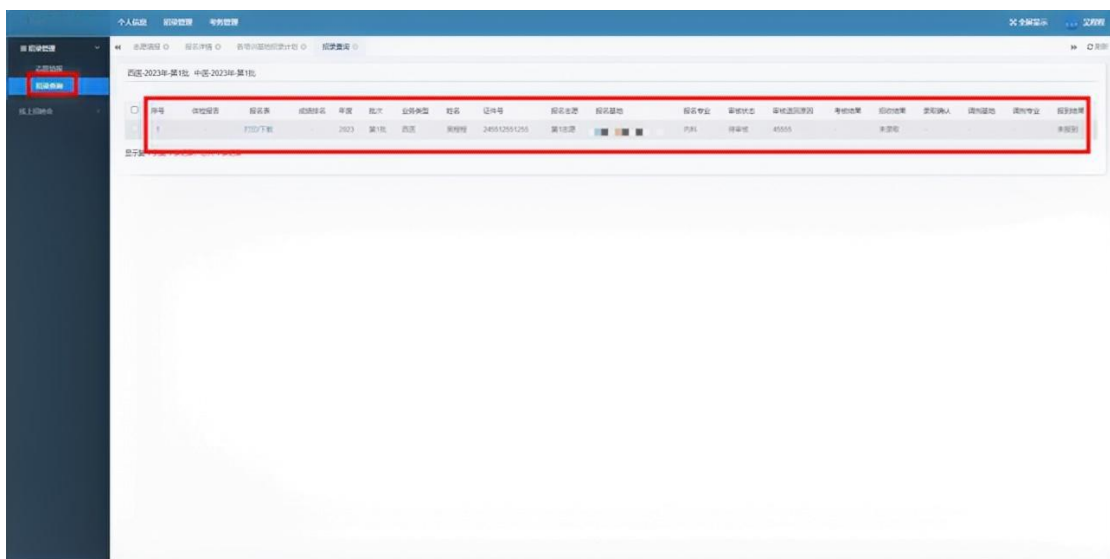 个人信息 招录管理 考务管理 全屏显示
招录管理 志愿填报 报名详情 各培训基地招录计划 招录查询 刷新
志愿填报
招录查询
线上招聘会
西医-2023年-第1批 中医-2023年-第1批
序号 体检报告 报名表 成绩排名 年度 批次 业务类型 姓名 证件号 报名志愿 报名基地 报名专业 审核状态 审核退回原因 考核结果 招收结果 录取确认 调剂基地 调剂专业 报到结果
1 - 打印/下载 - 2023 第1批 西医 第1志愿 内科 待审核 45555 - 未录取 - - - 未报到